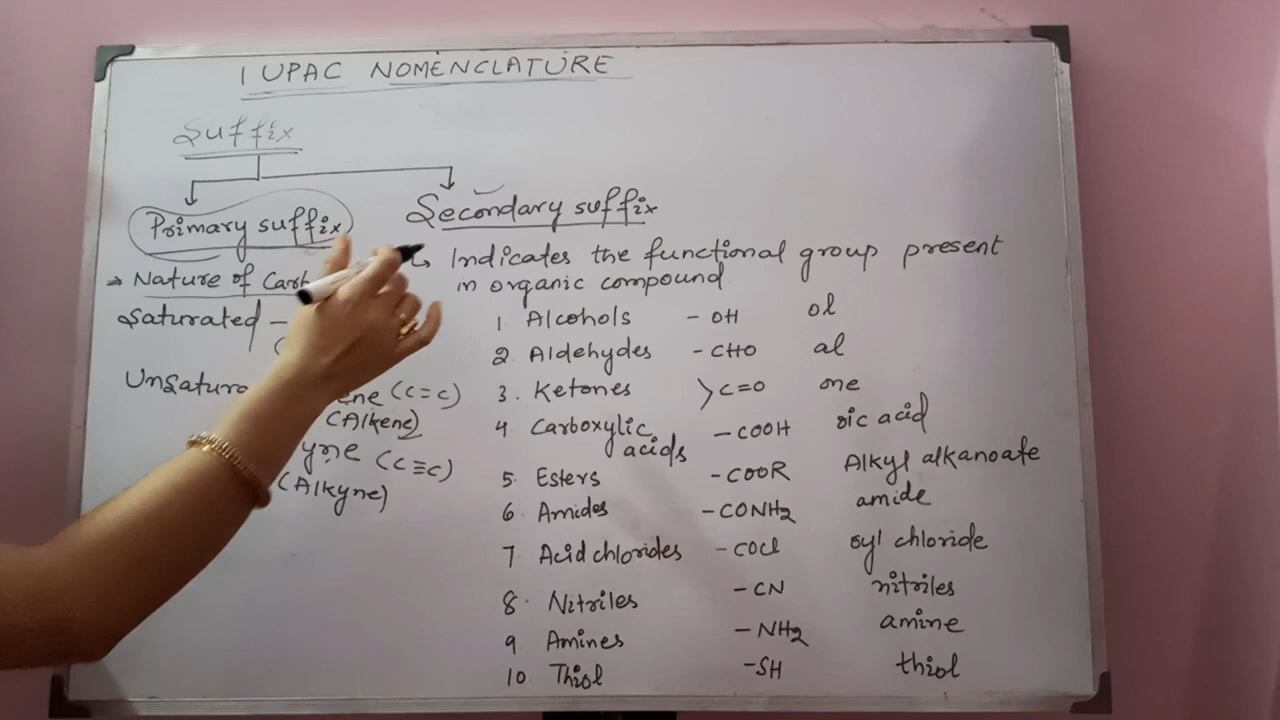 IUPAC NOMENCLATURE
Suffix
Primary suffix
→ Nature of
Saturated –
(C=C)
(Alkene)
yne (C≡C)
(Alkyne)
Secondary suffix
↳ Indicates the functional group present
in organic compound
1 Alcohols – OH ol
2 Aldehydes – CHO al
3. Ketones >C=O one
4 Carboxylic acids – COOH oic acid
5. Esters – COOR Alkyl alkanoate
6 Amides – CONH2 amide
7 Acid chlorides – COCl oyl chloride
8. Nitriles – CN nitriles
9 Amines – NH2 amine
10 Thiol – SH thiol